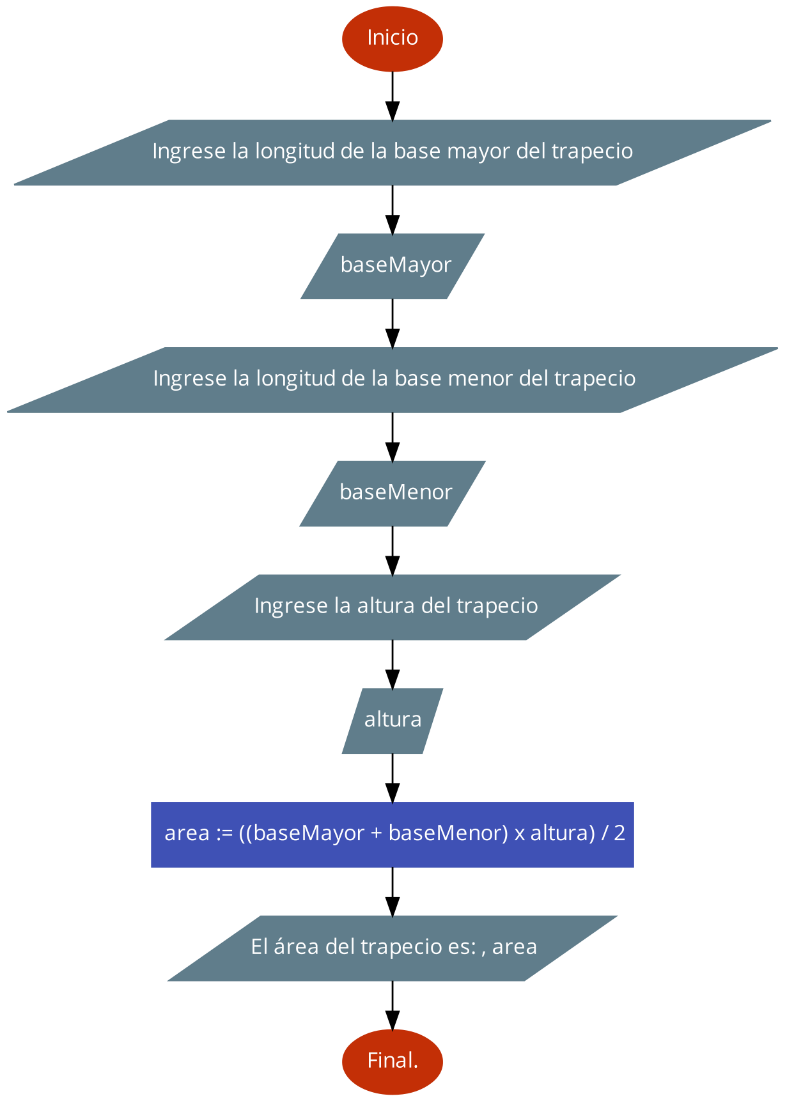 Inicio
Ingrese la longitud de la base mayor del trapecio
baseMayor
Ingrese la longitud de la base menor del trapecio
baseMenor
Ingrese la altura del trapecio
altura
area := ((baseMayor + baseMenor) x altura) / 2
El área del trapecio es: , area
Final.